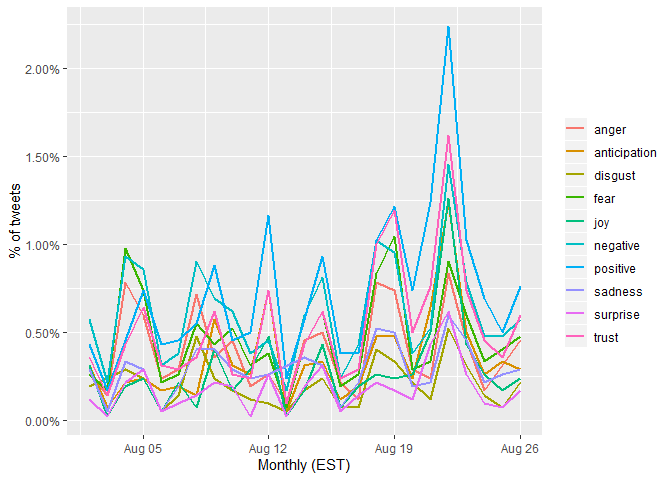 2.00%
1.50%
1.00%
0.50%
0.00%
% of tweets
Aug 05
Aug 12
Aug 19
Aug 26
Monthly (EST)
anger
anticipation
disgust
fear
joy
negative
positive
sadness
surprise
trust